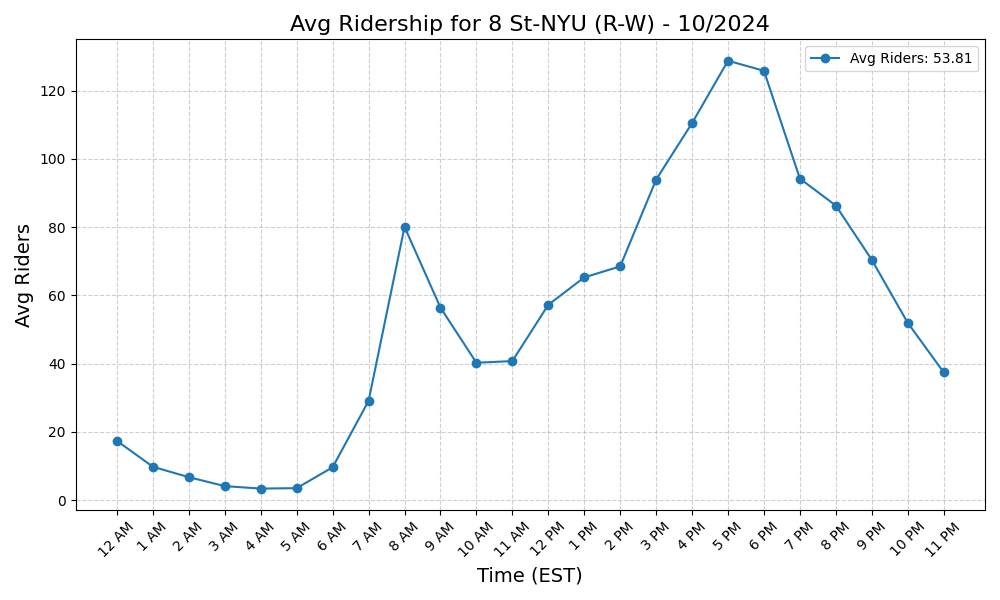 Avg Ridership for 8 St-NYU (R-W) - 10/2024
Avg Riders: 53.81
Avg Riders
120
100
80
60
40
20
0
12 AM
1 AM
2 AM
3 AM
4 AM
5 AM
6 AM
7 AM
8 AM
9 AM
10 AM
11 AM
12 PM
1 PM
2 PM
3 PM
4 PM
5 PM
6 PM
7 PM
8 PM
9 PM
10 PM
11 PM
Time (EST)